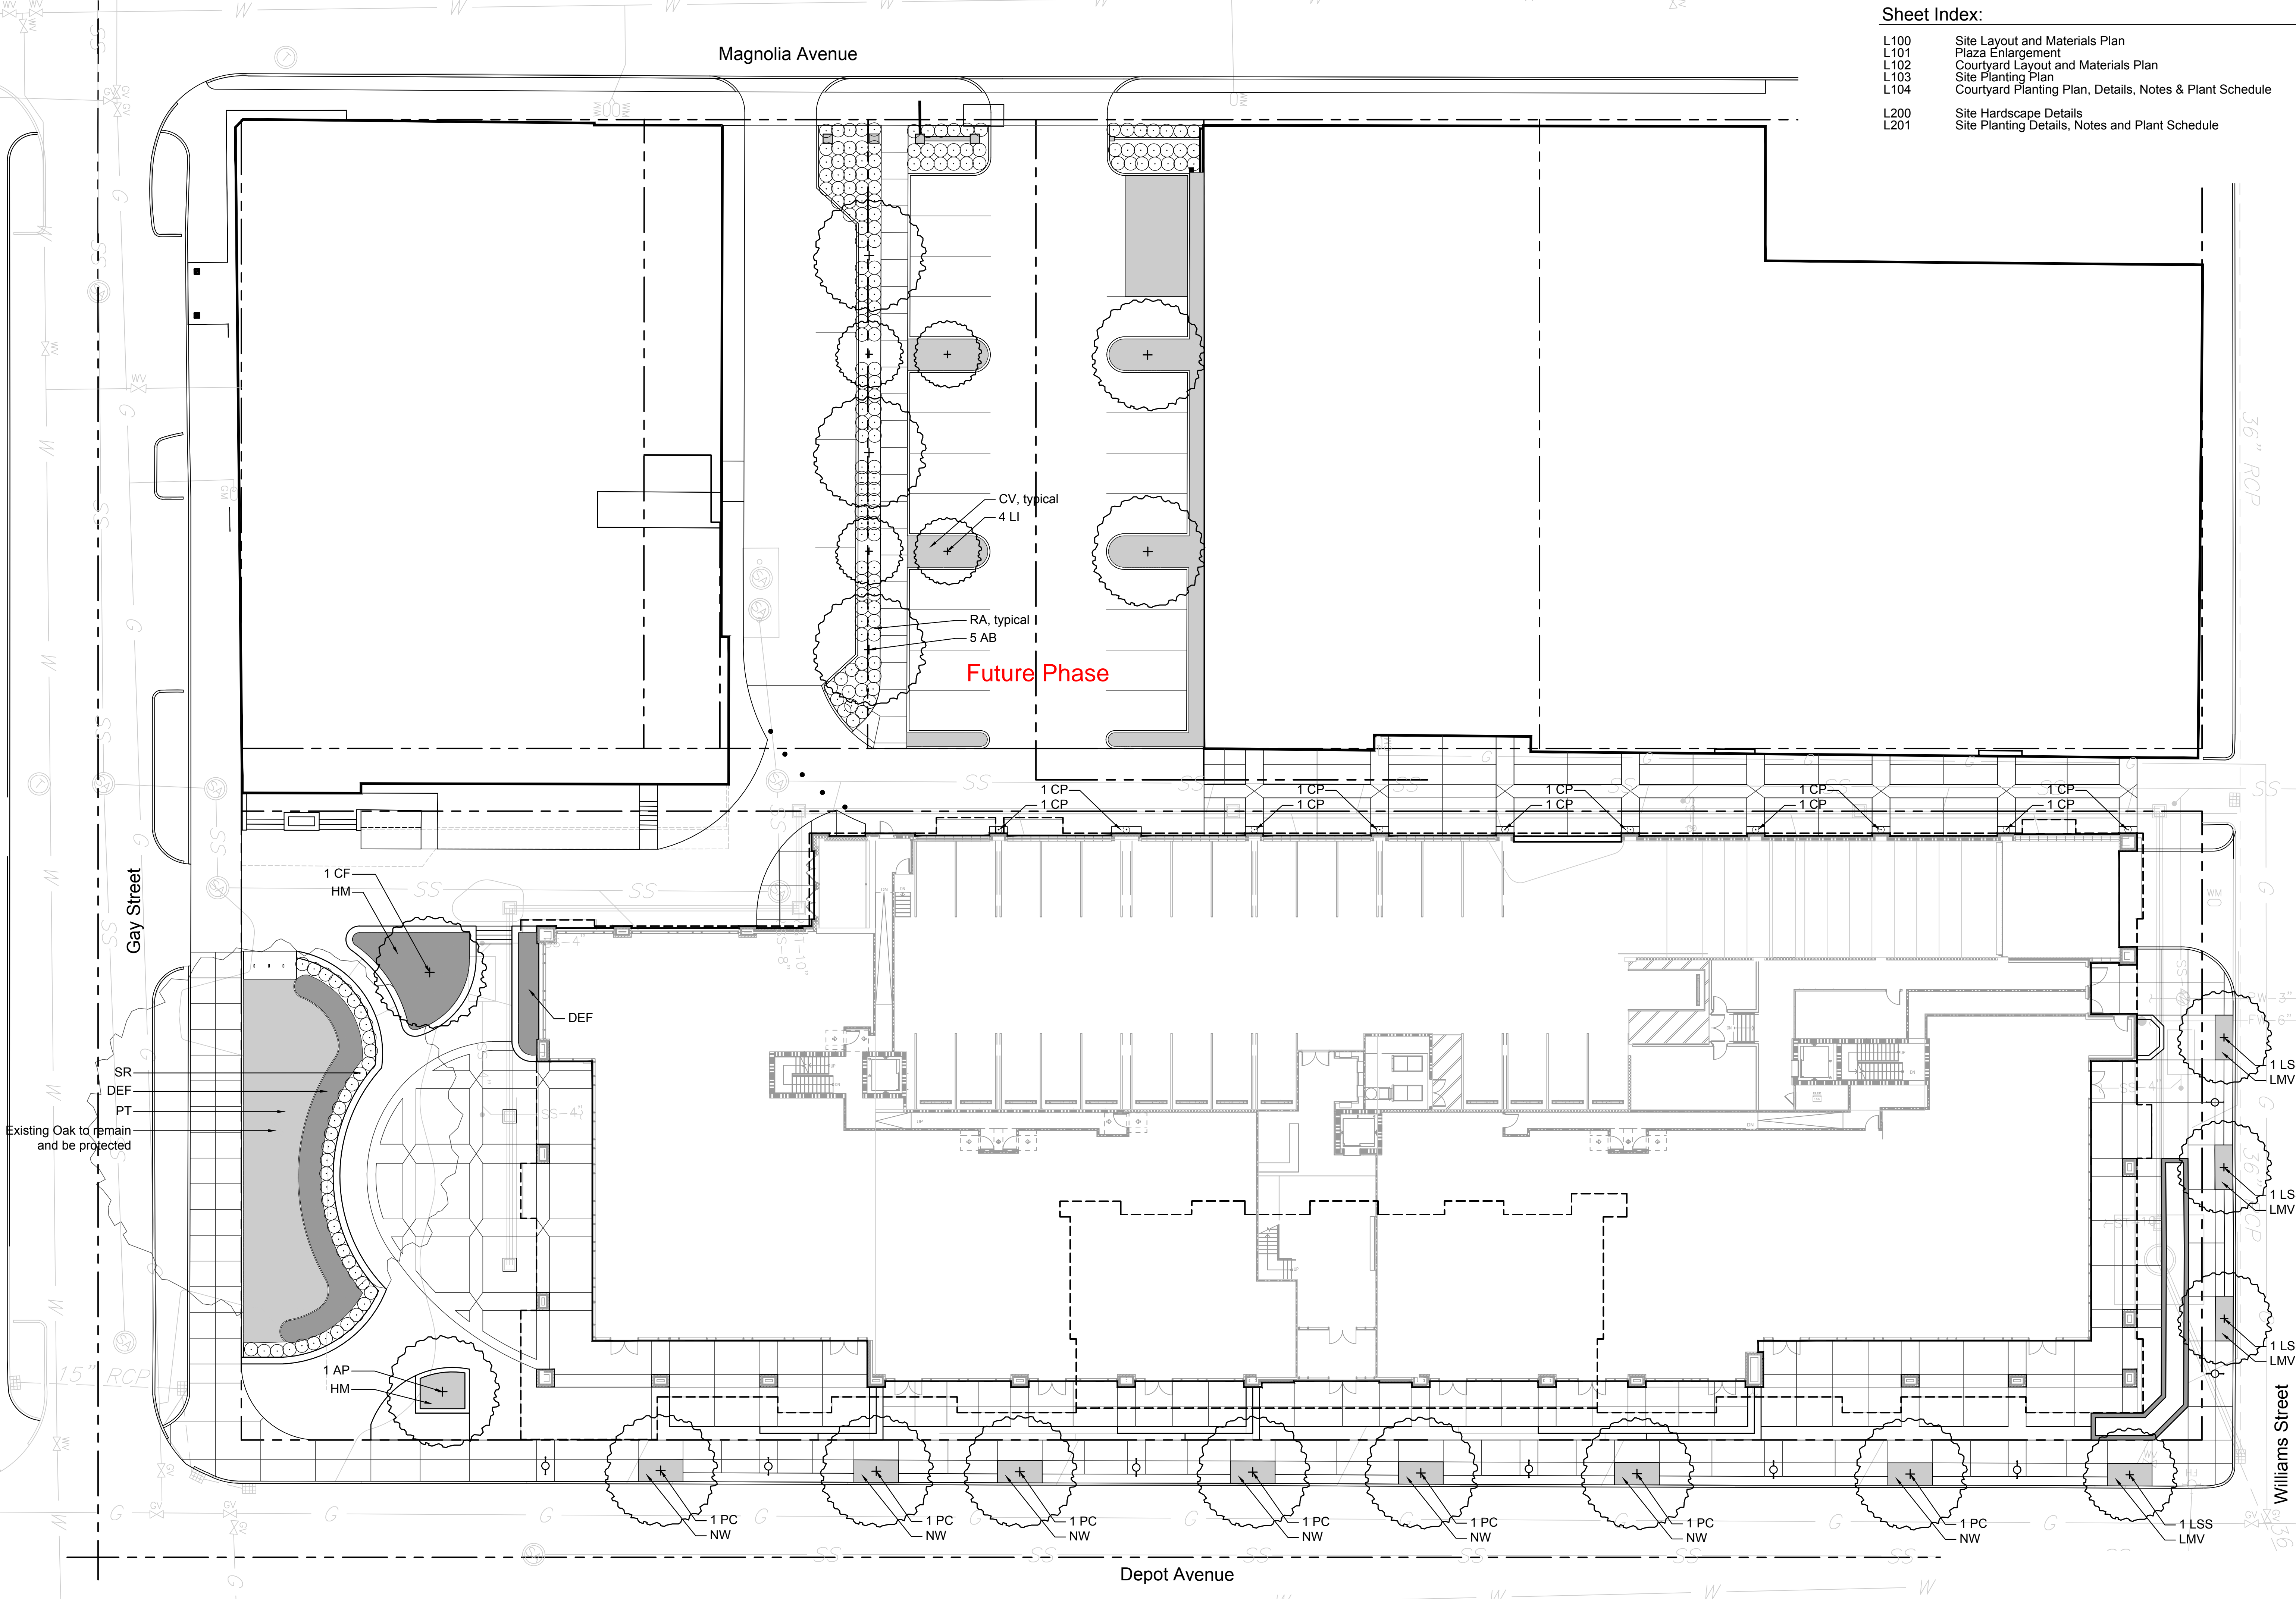 Sheet Index:
L100 Site Layout and Materials Plan
L101 Plaza Enlargement
L102 Courtyard Layout and Materials Plan
L103 Site Planting Plan
L104 Courtyard Planting Plan, Details, Notes & Plant Schedule
L200 Site Hardscape Details
L201 Site Planting Details, Notes and Plant Schedule
Magnolia Avenue
CV, typical
4 LI
RA, typical
5 AB
Future Phase
1 CP
1 CP
1 CP
1 CP
1 CP
1 CP
1 CP
1 CP
1 CP
1 CP
Gay Street
1 CF
HM
DEF
SR
DEF
PT
Existing Oak to remain
and be protected
1 AP
HM
15" RCP
36" RCP
1 LS
LMV
1 LS
LMV
1 LS
LMV
Williams Street
1 PC
NW
1 PC
NW
1 PC
NW
1 PC
NW
1 PC
NW
1 PC
NW
1 PC
NW
1 LSS
LMV
Depot Avenue